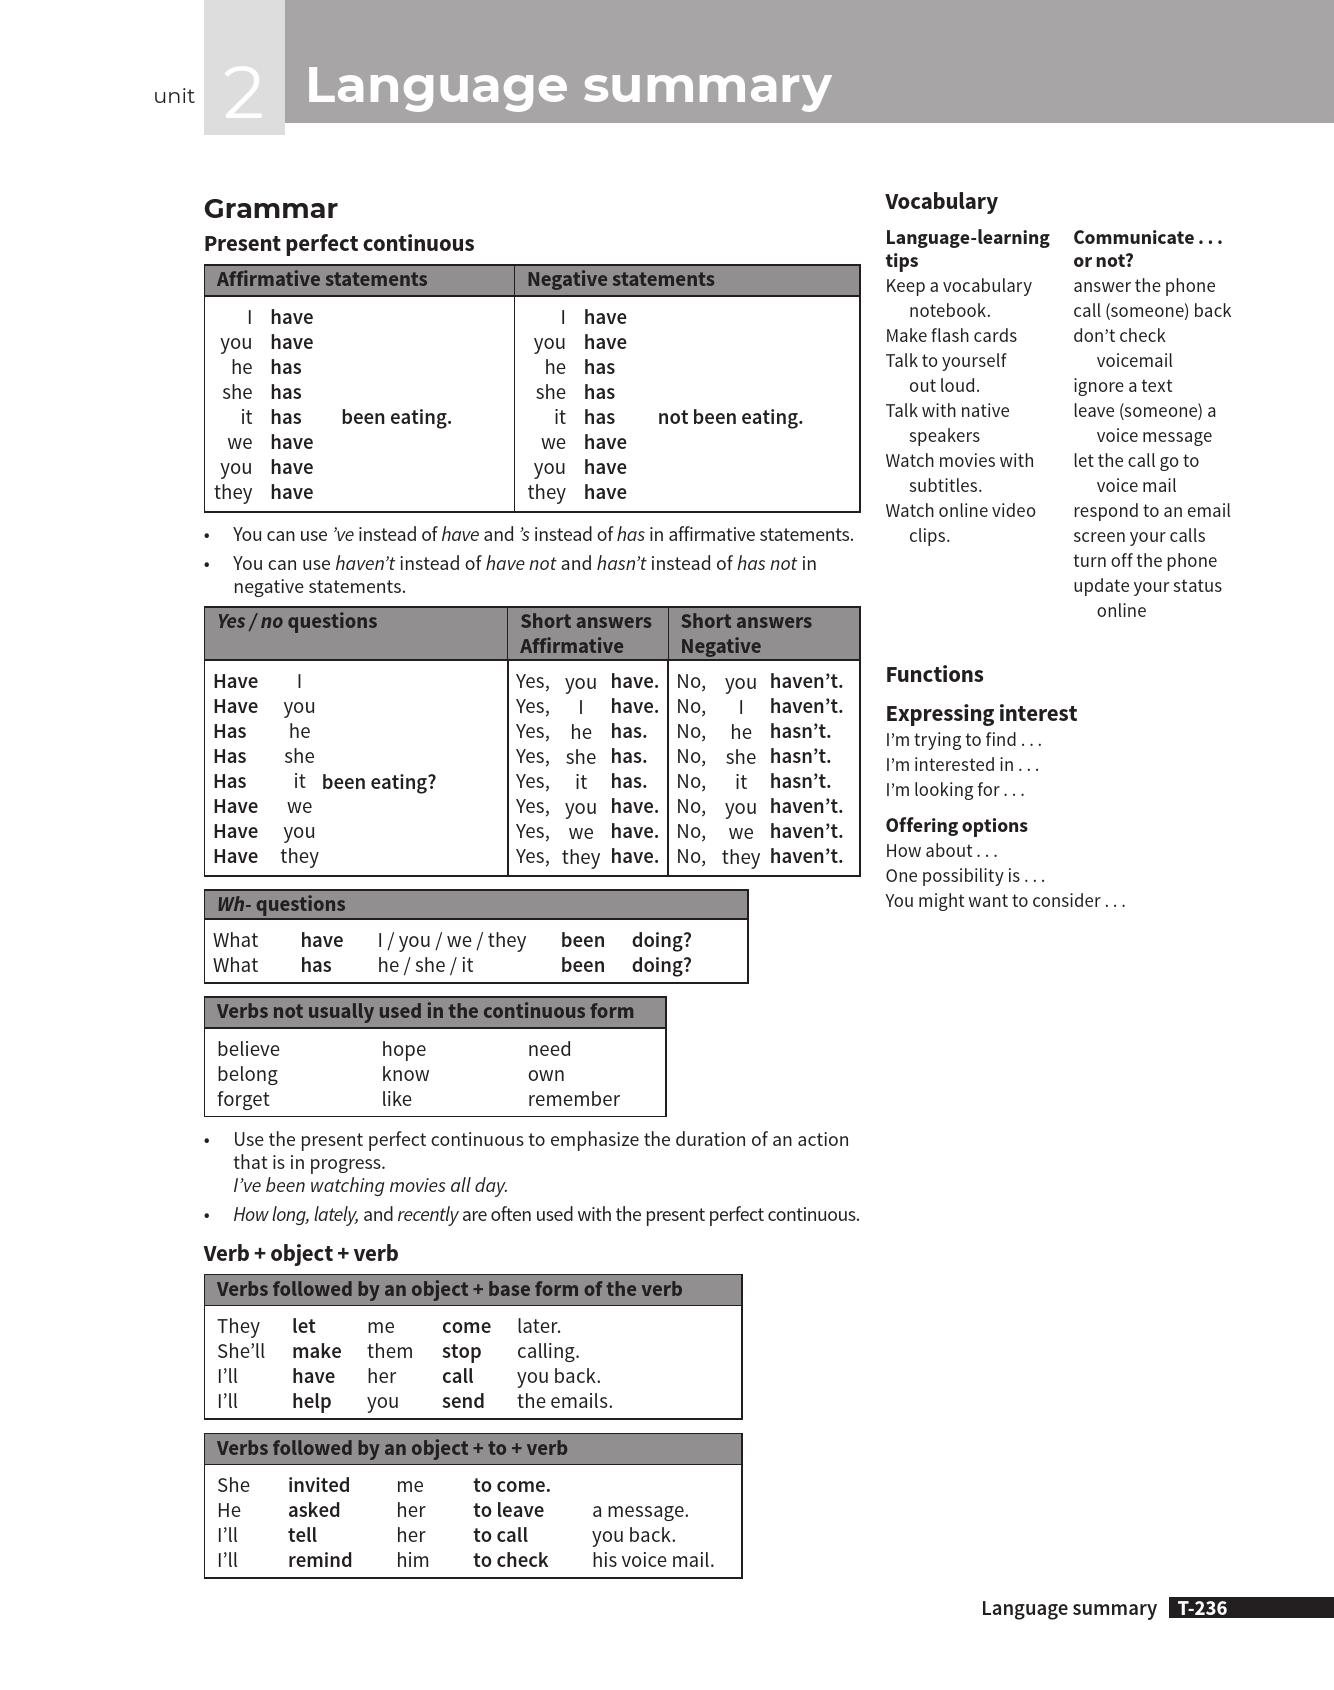 unit 2 Language summary
Grammar
Present perfect continuous
Affirmative statements Negative statements
I have I have
you have you have
he has he has
she has she has
it has been eating. it has not been eating.
we have we have
you have you have
they have they have
• You can use ’ve instead of have and ’s instead of has in affirmative statements.
• You can use haven’t instead of have not and hasn’t instead of has not in
negative statements.
Yes / no questions Short answers Short answers
Affirmative Negative
Have I Yes, you have. No, you haven’t.
Have you Yes, I have. No, I haven’t.
Has he Yes, he has. No, he hasn’t.
Has she Yes, she has. No, she hasn’t.
Has it been eating? Yes, it has. No, it hasn’t.
Have we Yes, you have. No, you haven’t.
Have you Yes, we have. No, we haven’t.
Have they Yes, they have. No, they haven’t.
Wh- questions
What have I / you / we / they been doing?
What has he / she / it been doing?
Verbs not usually used in the continuous form
believe hope need
belong know own
forget like remember
• Use the present perfect continuous to emphasize the duration of an action
that is in progress.
I’ve been watching movies all day.
• How long, lately, and recently are often used with the present perfect continuous.
Verb + object + verb
Verbs followed by an object + base form of the verb
They let me come later.
She’ll make them stop calling.
I’ll have her call you back.
I’ll help you send the emails.
Verbs followed by an object + to + verb
She invited me to come.
He asked her to leave a message.
I’ll tell her to call you back.
I’ll remind him to check his voice mail.
Vocabulary
Language-learning
tips
Keep a vocabulary
notebook.
Make flash cards
Talk to yourself
out loud.
Talk with native
speakers
Watch movies with
subtitles.
Watch online video
clips.
Communicate . . .
or not?
answer the phone
call (someone) back
don’t check
voicemail
ignore a text
leave (someone) a
voice message
let the call go to
voice mail
respond to an email
screen your calls
turn off the phone
update your status
online
Functions
Expressing interest
I’m trying to find . . .
I’m interested in . . .
I’m looking for . . .
Offering options
How about . . .
One possibility is . . .
You might want to consider . . .
Language summary T-236